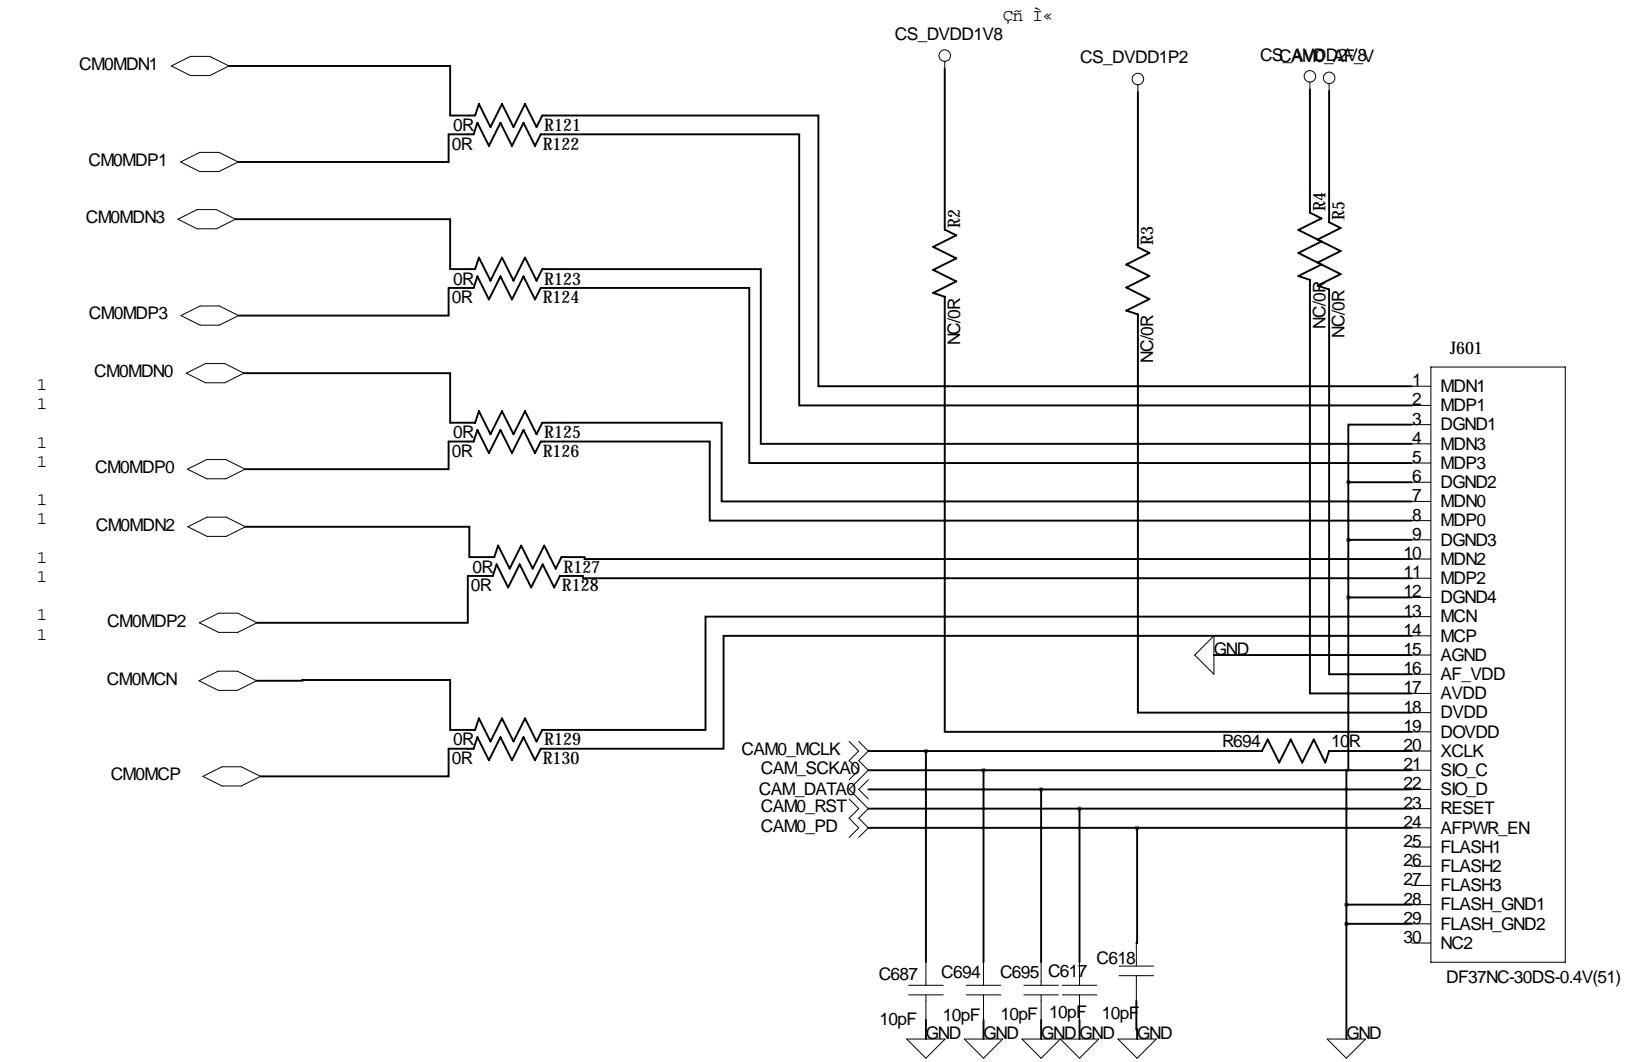 Çñ Ì«
CS_DVDD1V8
CS_DVDD1P2
CM0MDN1
0R R121
0R R122
CM0MDP1
CM0MDN3
0R R123
0R R124
CM0MDP3
R2
NC/0R
R3
NC/0R
R4
NC/0R
R5
NC/0R
CM0MDN0
0R R125
0R R126
CM0MDP0
CM0MDN2
0R R127
0R R128
CM0MDP2
CM0MCN
0R R129
0R R130
CM0MCP
1
1
1
1
1
1
1
1
1
1
J601
1 MDN1
2 MDP1
3 DGND1
4 MDN3
5 MDP3
6 DGND2
7 MDN0
8 MDP0
9 DGND3
10 MDN2
11 MDP2
12 DGND4
13 MCN
14 MCP
GND 15 AGND
16 AF_VDD
17 AVDD
18 DVDD
19 DOVDD
CAM0_MCLK R694 10R 20 XCLK
CAM_SCKA0 21 SIO_C
CAM_DATA0 22 SIO_D
CAM0_RST 23 RESET
CAM0_PD 24 AFPWR_EN
25 FLASH1
26 FLASH2
27 FLASH3
28 FLASH_GND1
29 FLASH_GND2
30 NC2
DF37NC-30DS-0.4V(51)
C687 C694 C695 C617 C618
10pF 10pF 10pF 10pF 10pF
GND GND GND GND GND GND